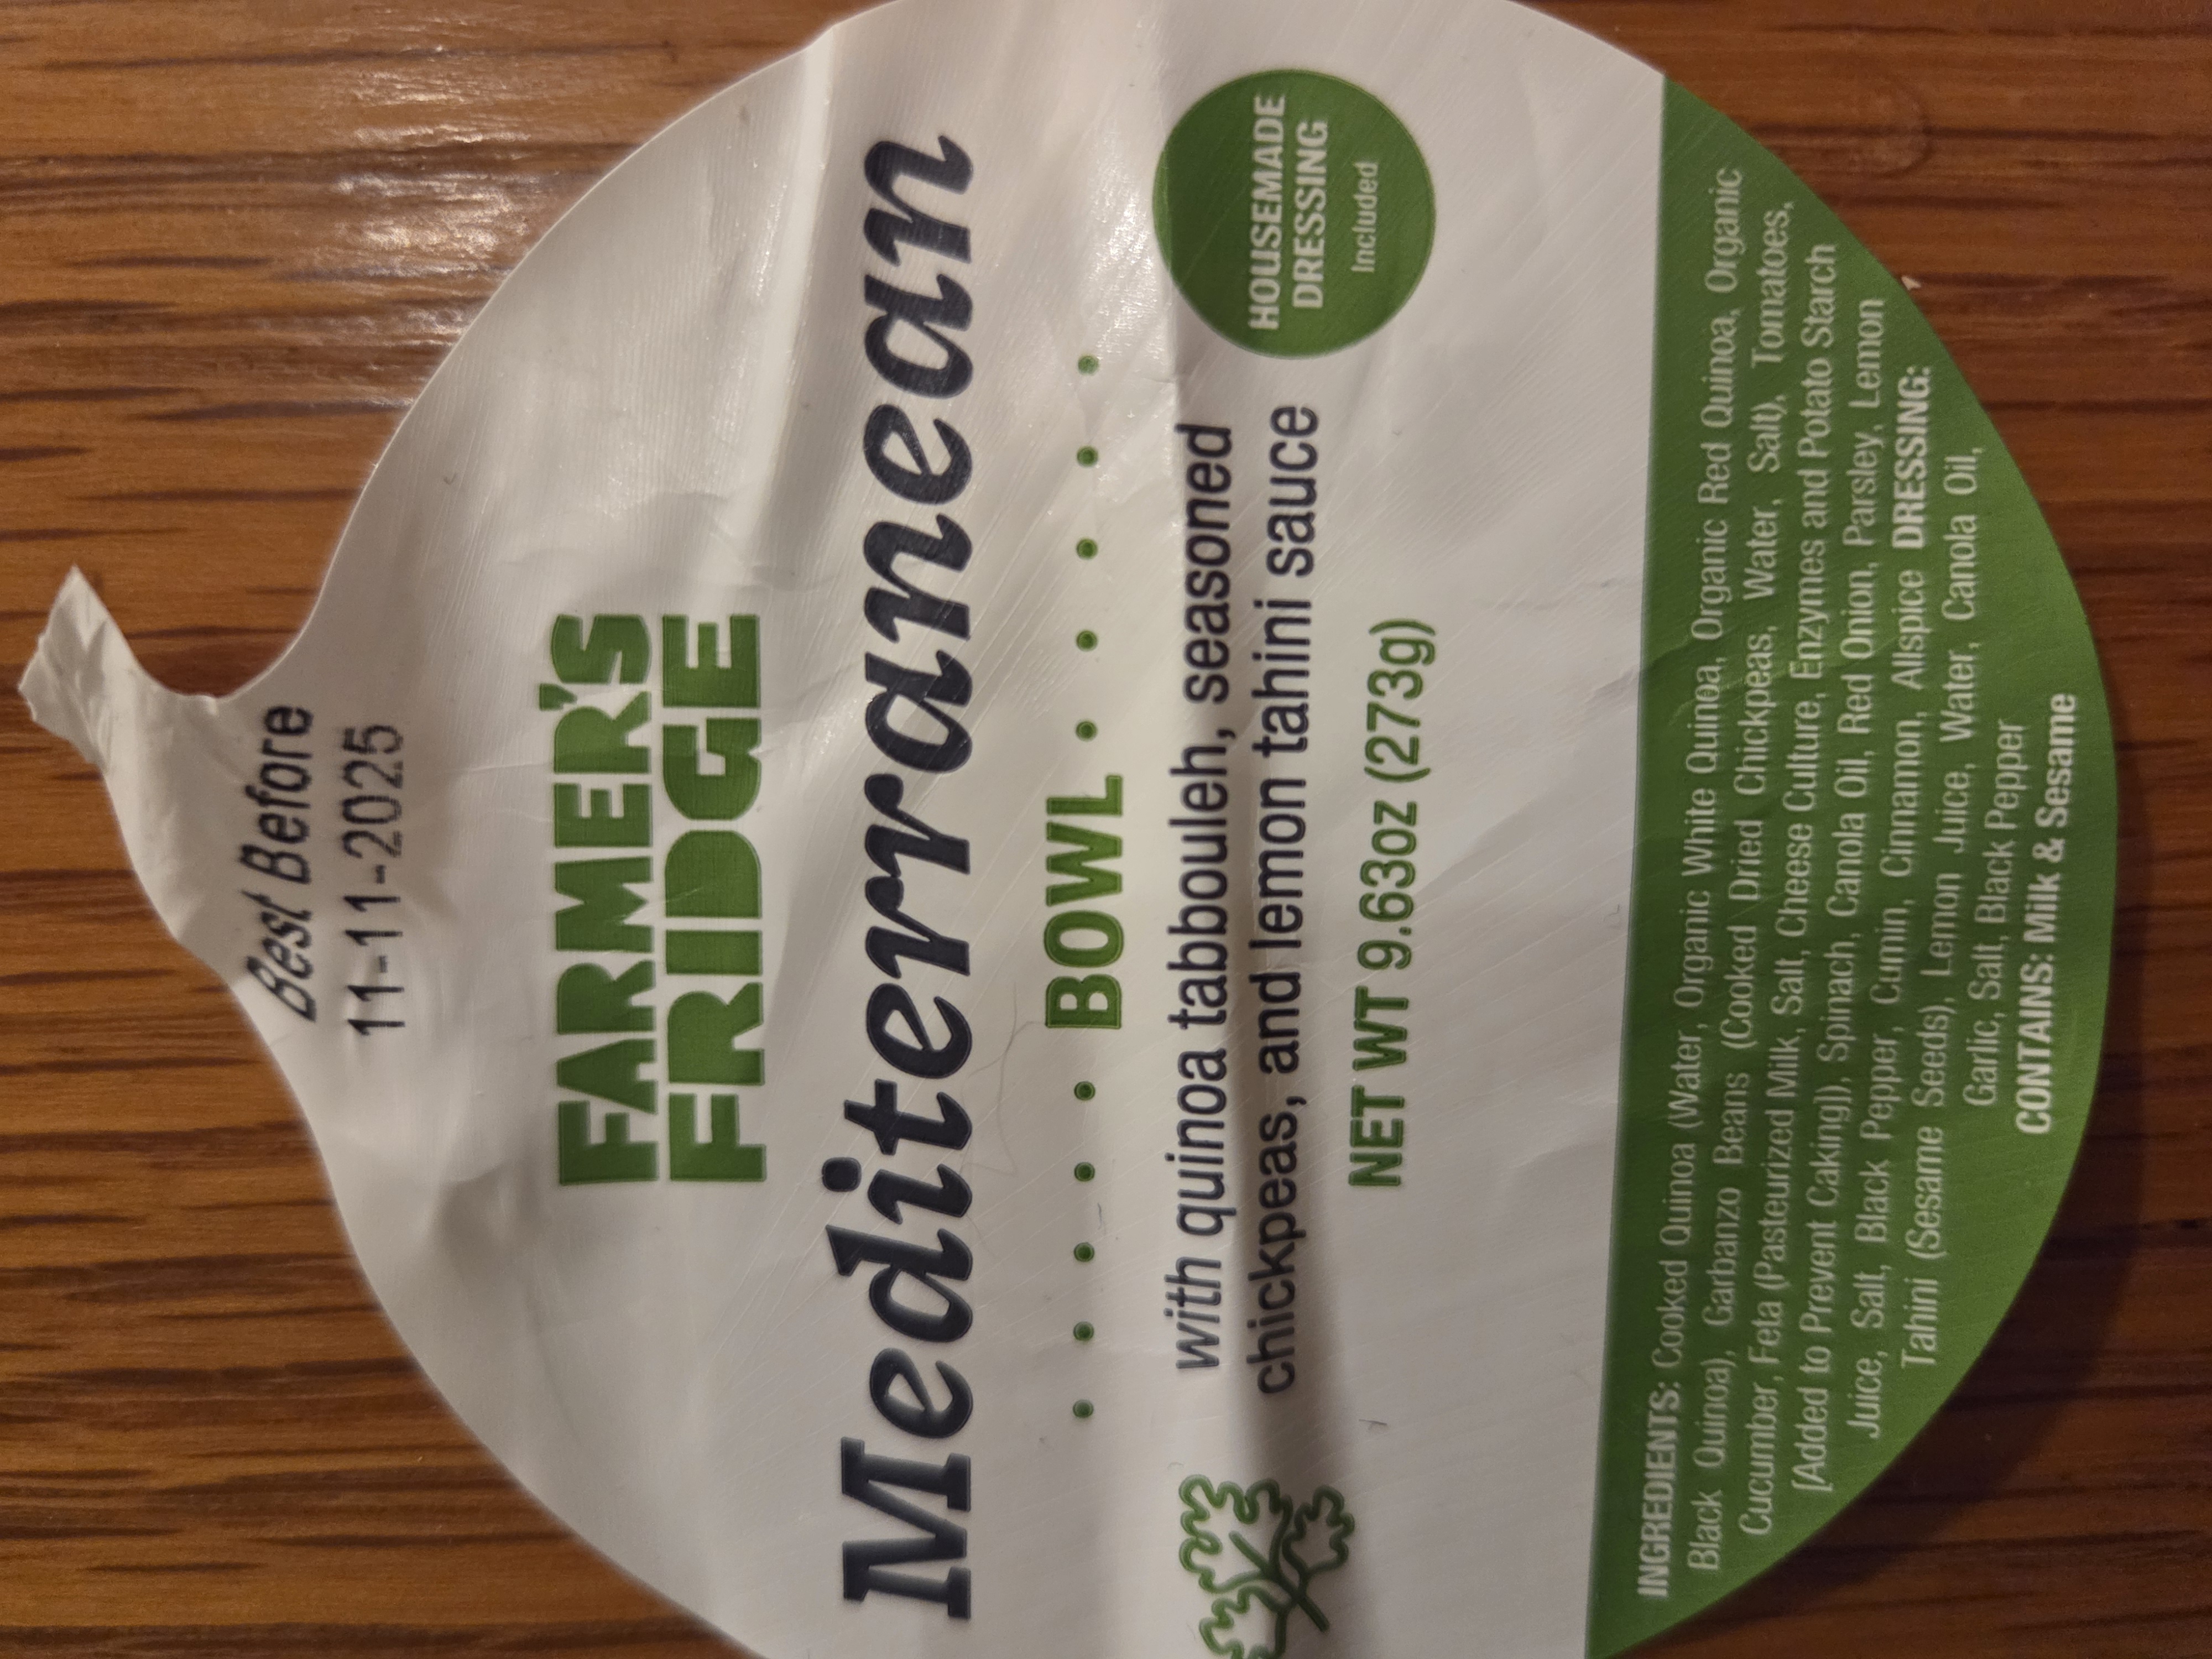 Best Before
11-11-2025
FARMER'S
FRIDGE
Mediterranean
BOWL
with quinoa tabbouleh, seasoned
chickpeas, and lemon tahini sauce
NET WT 9.63oz (273g)
HOUSEMADE
DRESSING
Included
INGREDIENTS: Cooked Quinoa (Water, Organic White Quinoa, Organic Red Quinoa, Organic
Black Quinoa), Garbanzo Beans (Cooked Dried Chickpeas, Water, Salt), Tomatoes,
Cucumber, Feta (Pasteurized Milk, Salt, Cheese Culture, Enzymes and Potato Starch
[Added to Prevent Caking]), Spinach, Canola Oil, Red Onion, Parsley, Lemon
Juice, Salt, Black Pepper, Cumin, Cinnamon, Allspice DRESSING:
Tahini (Sesame Seeds), Lemon Juice, Water, Canola Oil,
Garlic, Salt, Black Pepper
CONTAINS: Milk & Sesame